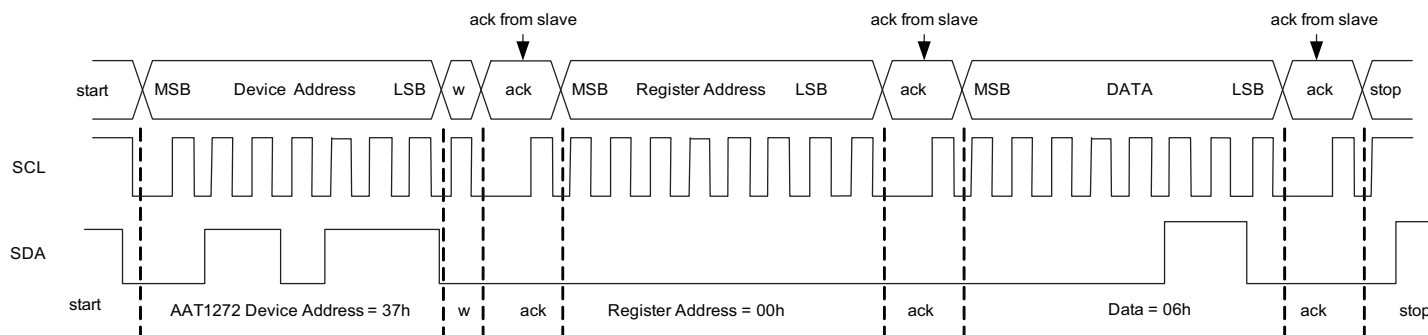 ack from slave ack from slave ack from slave
start MSB Device Address LSB w ack MSB Register Address LSB ack MSB DATA LSB ack stop
SCL
SDA
start AAT1272 Device Address = 37h w ack Register Address = 00h ack Data = 06h ack stop